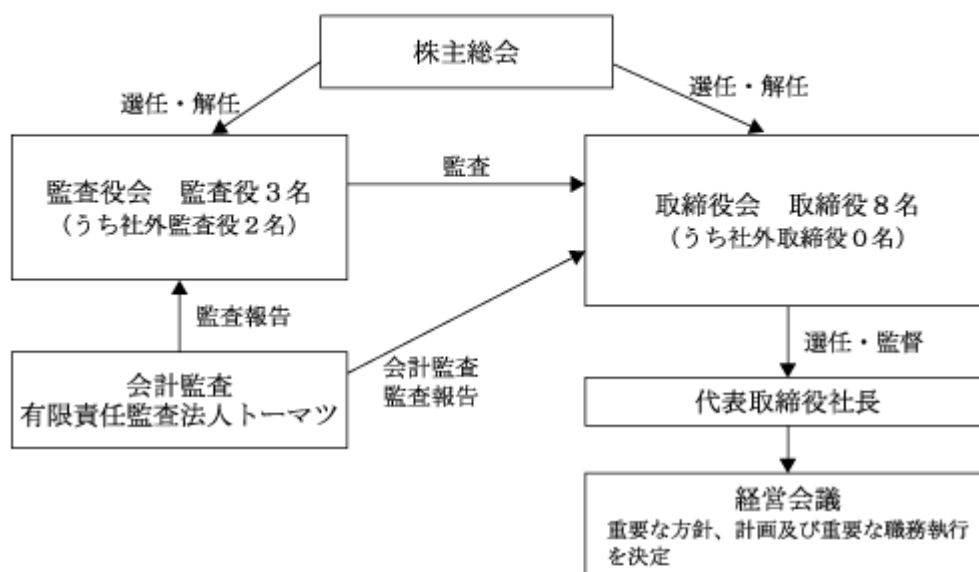 株主総会
選任・解任
選任・解任
監査役会　監査役３名
（うち社外監査役２名）
監査
取締役会　取締役８名
（うち社外取締役０名）
監査報告
会計監査
監査報告
選任・監督
会計監査
有限責任監査法人トーマツ
代表取締役社長
経営会議
重要な方針、計画及び重要な職務執行
を決定